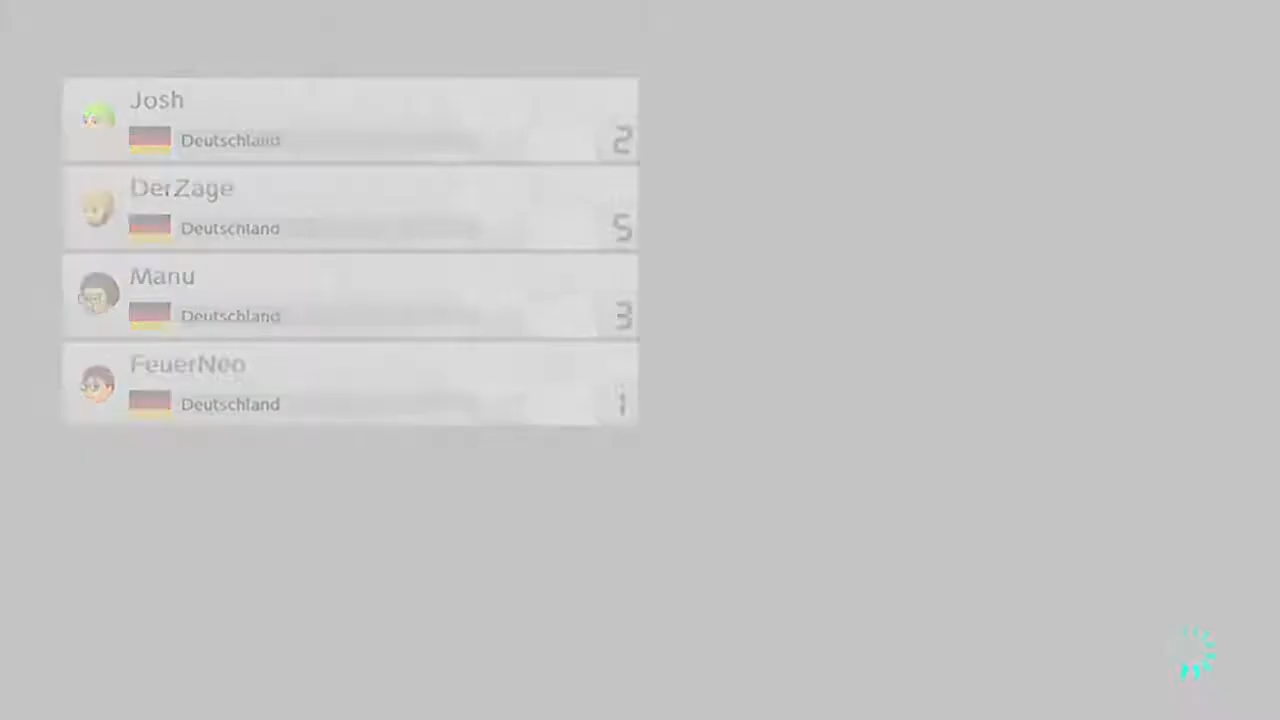 Josh
Deutschland
2
DerZage
Deutschland
5
Manu
Deutschland
3
FeuerNeo
Deutschland
1